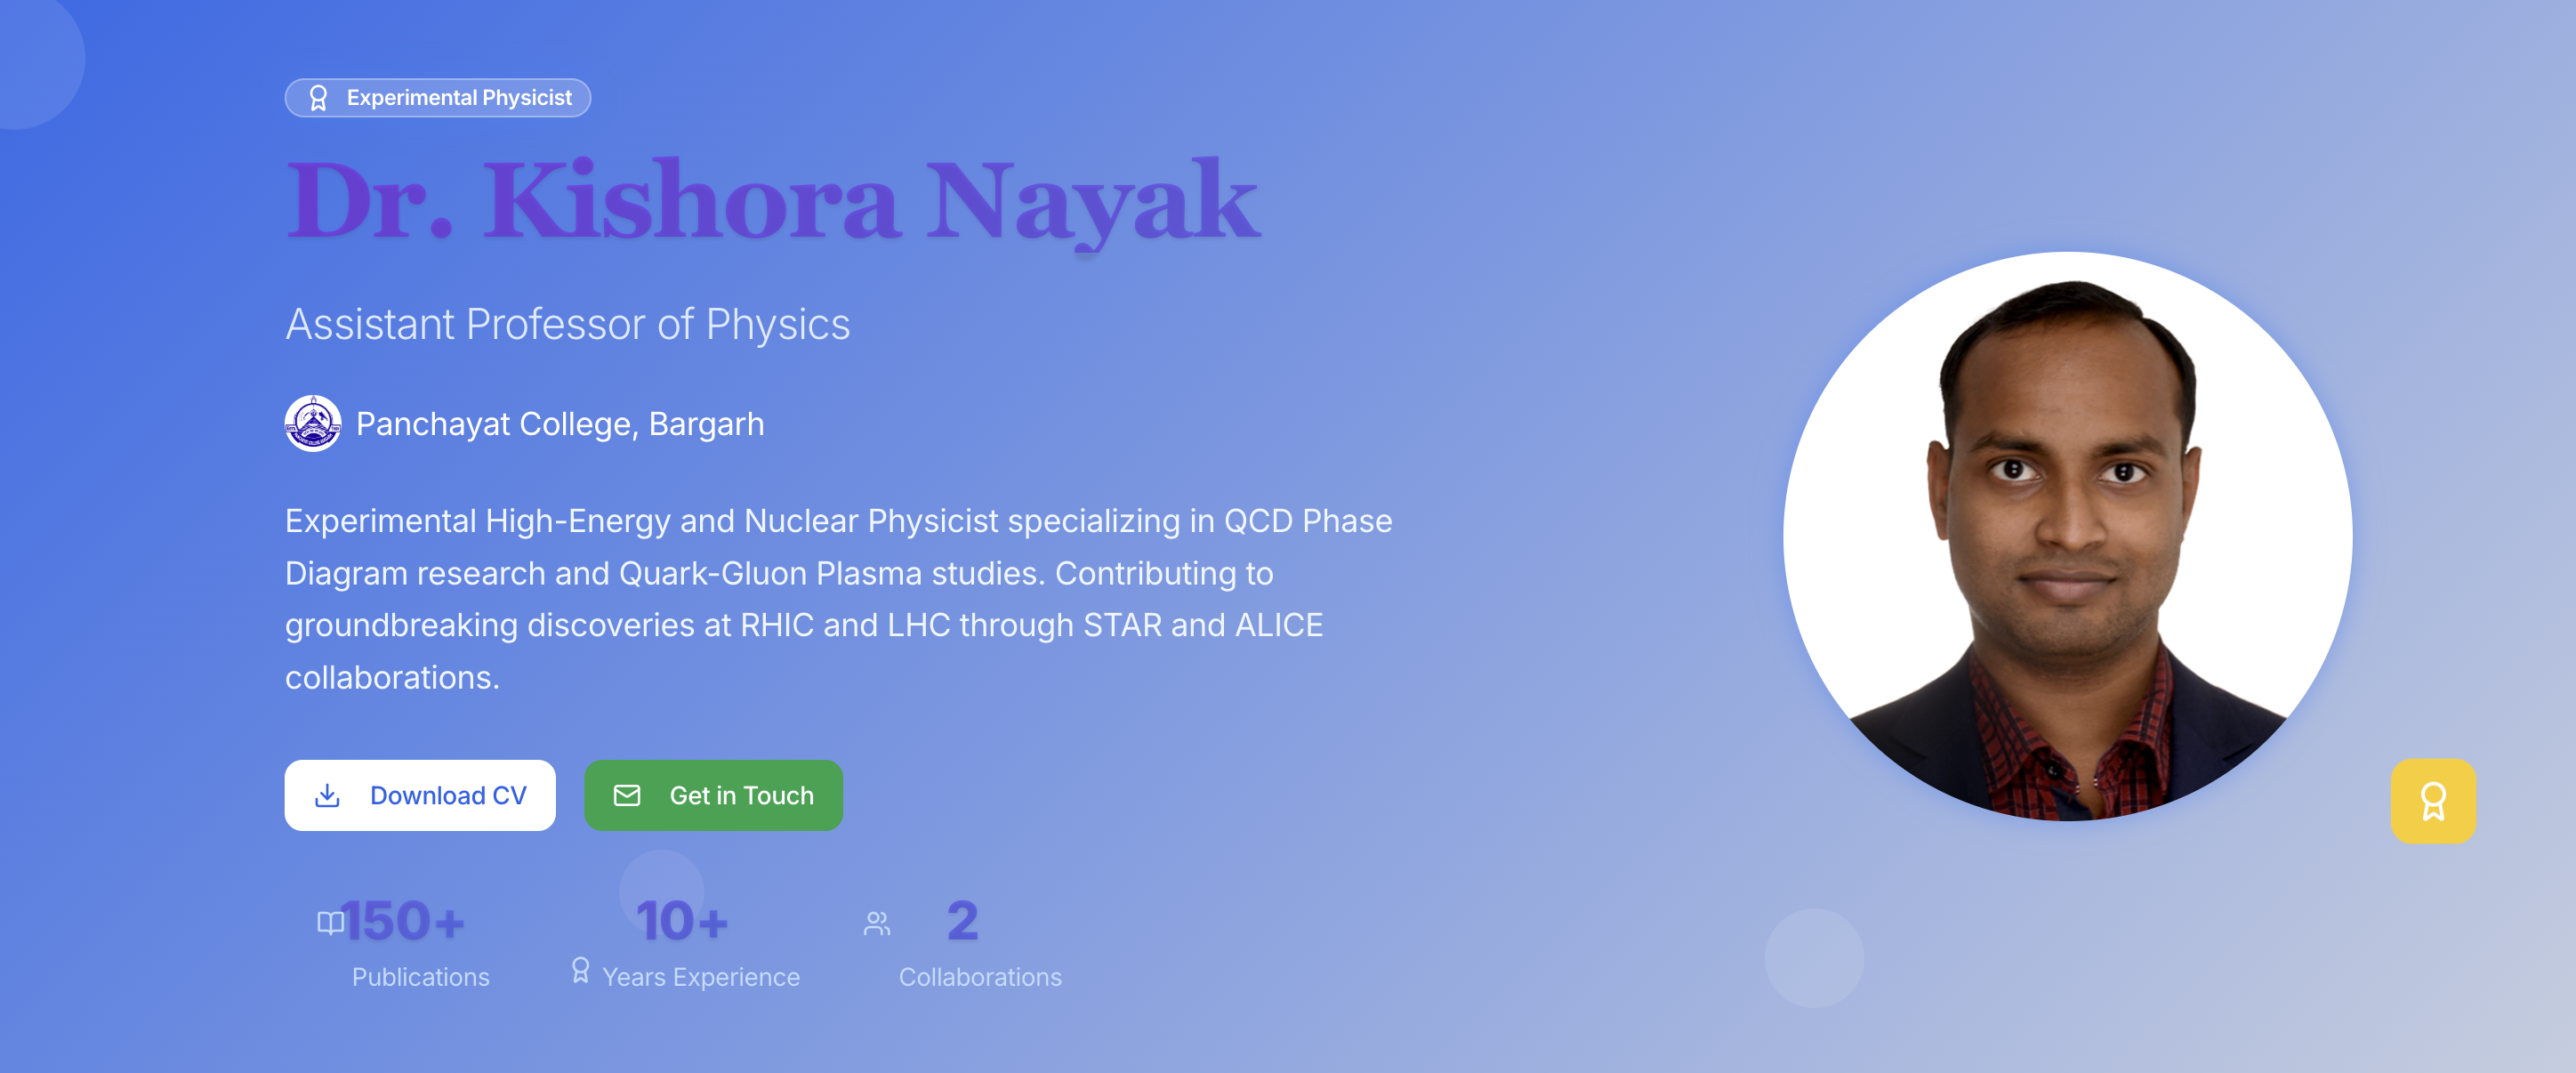 Experimental Physicist
Dr. Kishora Nayak
Assistant Professor of Physics
Panchayat College, Bargarh
Experimental High-Energy and Nuclear Physicist specializing in QCD Phase
Diagram research and Quark-Gluon Plasma studies. Contributing to
groundbreaking discoveries at RHIC and LHC through STAR and ALICE
collaborations.
Download CV
Get in Touch
150+
Publications
10+
Years Experience
2
Collaborations